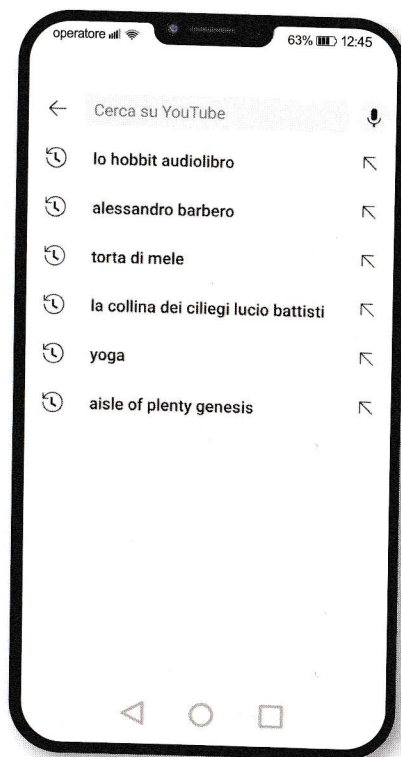 operatore 63% 12:45
Cerca su YouTube
lo hobbit audiolibro
alessandro barbero
torta di mele
la collina dei ciliegi lucio battisti
yoga
aisle of plenty genesis